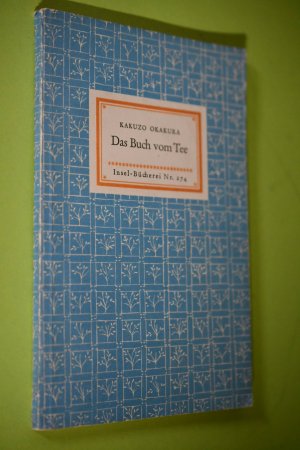 KAKUZO OKAKURA
Das Buch vom Tee
Insel-Bücherei Nr. 274